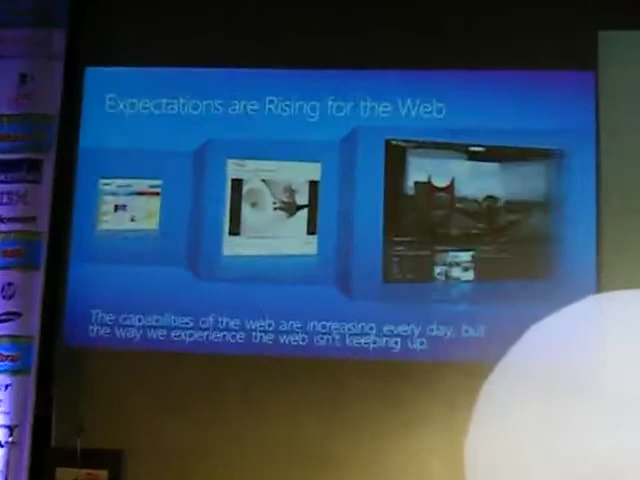 Expectations are Rising for the Web
The capabilities of the web are increasing every day, but
the way we experience the web isn't keeping up.